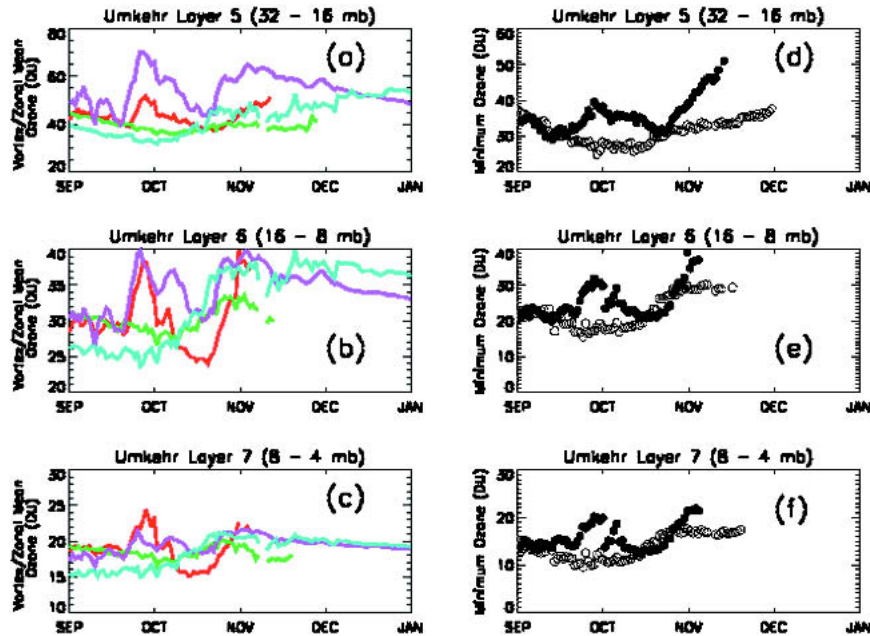 Umkehr Layer 5 (32 - 16 mb)
(a)
Vortex/Zonal Mean
Ozone (DU)
80
60
40
20
SEP OCT NOV DEC JAN
Umkehr Layer 5 (32 - 16 mb)
(d)
Minimum Ozone (DU)
60
50
40
30
20
SEP OCT NOV DEC JAN
Umkehr Layer 6 (16 - 8 mb)
(b)
Vortex/Zonal Mean
Ozone (DU)
40
35
30
25
20
SEP OCT NOV DEC JAN
Umkehr Layer 6 (16 - 8 mb)
(e)
Minimum Ozone (DU)
40
30
20
10
0
SEP OCT NOV DEC JAN
Umkehr Layer 7 (8 - 4 mb)
(c)
Vortex/Zonal Mean
Ozone (DU)
30
25
20
15
10
SEP OCT NOV DEC JAN
Umkehr Layer 7 (8 - 4 mb)
(f)
Minimum Ozone (DU)
30
20
10
0
SEP OCT NOV DEC JAN